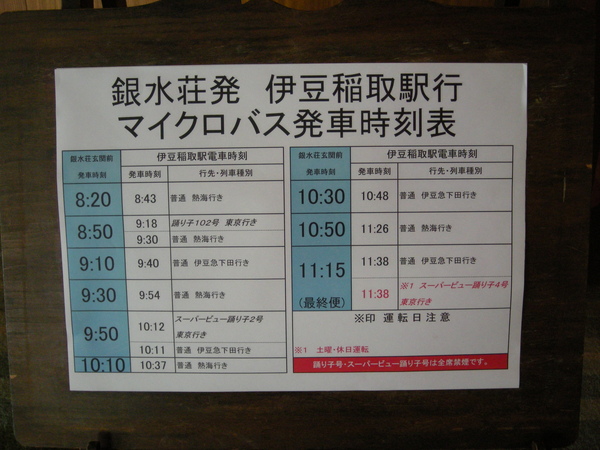 銀水荘発 伊豆稲取駅行
マイクロバス発車時刻表
銀水荘玄関前 発車時刻 伊豆稲取駅電車時刻
発車時刻 行先・列車種別
8:20 8:43 普通 熱海行き
8:50 9:18 踊り子102号 東京行き
9:30 普通 熱海行き
9:10 9:40 普通 伊豆急下田行き
9:30 9:54 普通 熱海行き
9:50 10:12 スーパービュー踊り子2号
東京行き
10:11 普通 伊豆急下田行き
10:10 10:37 普通 熱海行き
銀水荘玄関前 発車時刻 伊豆稲取駅電車時刻
発車時刻 行先・列車種別
10:30 10:48 普通 伊豆急下田行き
10:50 11:26 普通 熱海行き
11:15 (最終便) 11:38 普通 伊豆急下田行き
11:38 ※1 スーパービュー踊り子4号
東京行き
※印 運転日注意
※1 土曜・休日運転
踊り子号・スーパービュー踊り子号は全席禁煙です。